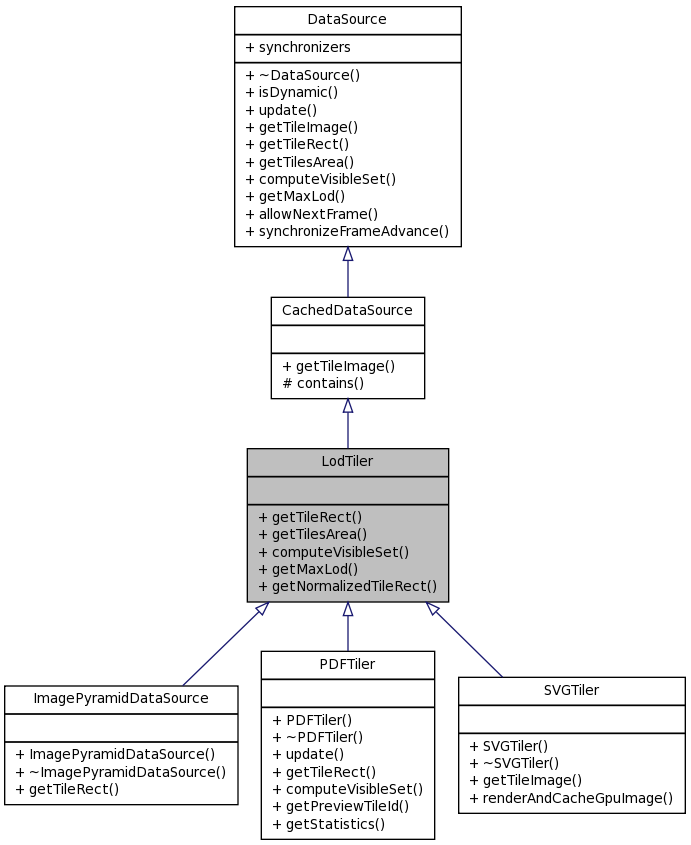 DataSource
+ synchronizers
+ ~DataSource()
+ isDynamic()
+ update()
+ getTileImage()
+ getTileRect()
+ getTilesArea()
+ computeVisibleSet()
+ getMaxLod()
+ allowNextFrame()
+ synchronizeFrameAdvance()
CachedDataSource
+ getTileImage()
# contains()
LodTiler
+ getTileRect()
+ getTilesArea()
+ computeVisibleSet()
+ getMaxLod()
+ getNormalizedTileRect()
ImagePyramidDataSource
+ ImagePyramidDataSource()
+ ~ImagePyramidDataSource()
+ getTileRect()
PDFTiler
+ PDFTiler()
+ ~PDFTiler()
+ update()
+ getTileRect()
+ computeVisibleSet()
+ getPreviewTileId()
+ getStatistics()
SVGTiler
+ SVGTiler()
+ ~SVGTiler()
+ getTileImage()
+ renderAndCacheGpuImage()